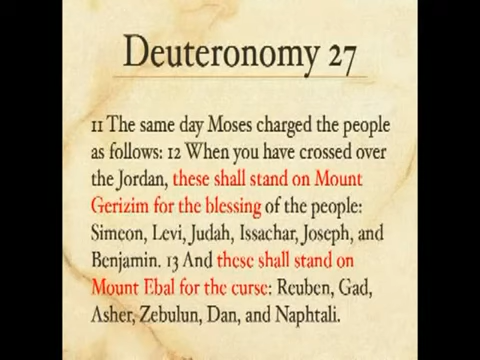 Deuteronomy 27
11 The same day Moses charged the people
as follows: 12 When you have crossed over
the Jordan, these shall stand on Mount
Gerizim for the blessing of the people:
Simeon, Levi, Judah, Issachar, Joseph, and
Benjamin. 13 And these shall stand on
Mount Ebal for the curse: Reuben, Gad,
Asher, Zebulun, Dan, and Naphtali.